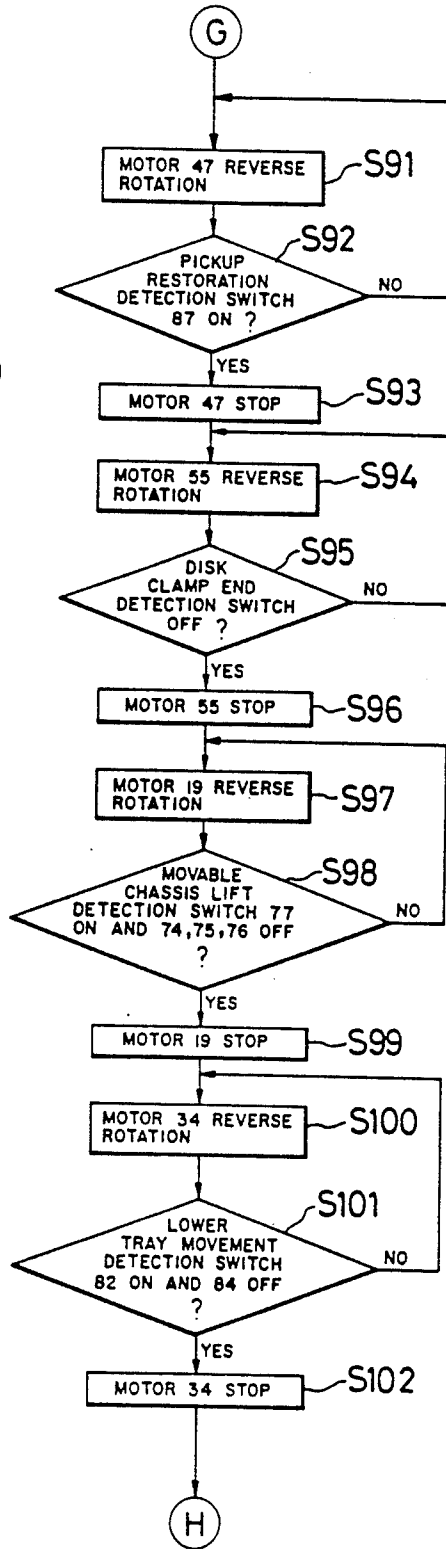 G
MOTOR 47 REVERSE
ROTATION
S91
PICKUP
RESTORATION
DETECTION SWITCH
87 ON ?
S92
NO
YES
MOTOR 47 STOP
S93
MOTOR 55 REVERSE
ROTATION
S94
DISK
CLAMP END
DETECTION SWITCH
OFF ?
S95
NO
YES
MOTOR 55 STOP
S96
MOTOR 19 REVERSE
ROTATION
S97
MOVABLE
CHASSIS LIFT
DETECTION SWITCH 77
ON AND 74,75,76 OFF
?
S98
NO
YES
MOTOR 19 STOP
S99
MOTOR 34 REVERSE
ROTATION
S100
LOWER
TRAY MOVEMENT
DETECTION SWITCH
82 ON AND 84 OFF
?
S101
NO
YES
MOTOR 34 STOP
S102
H